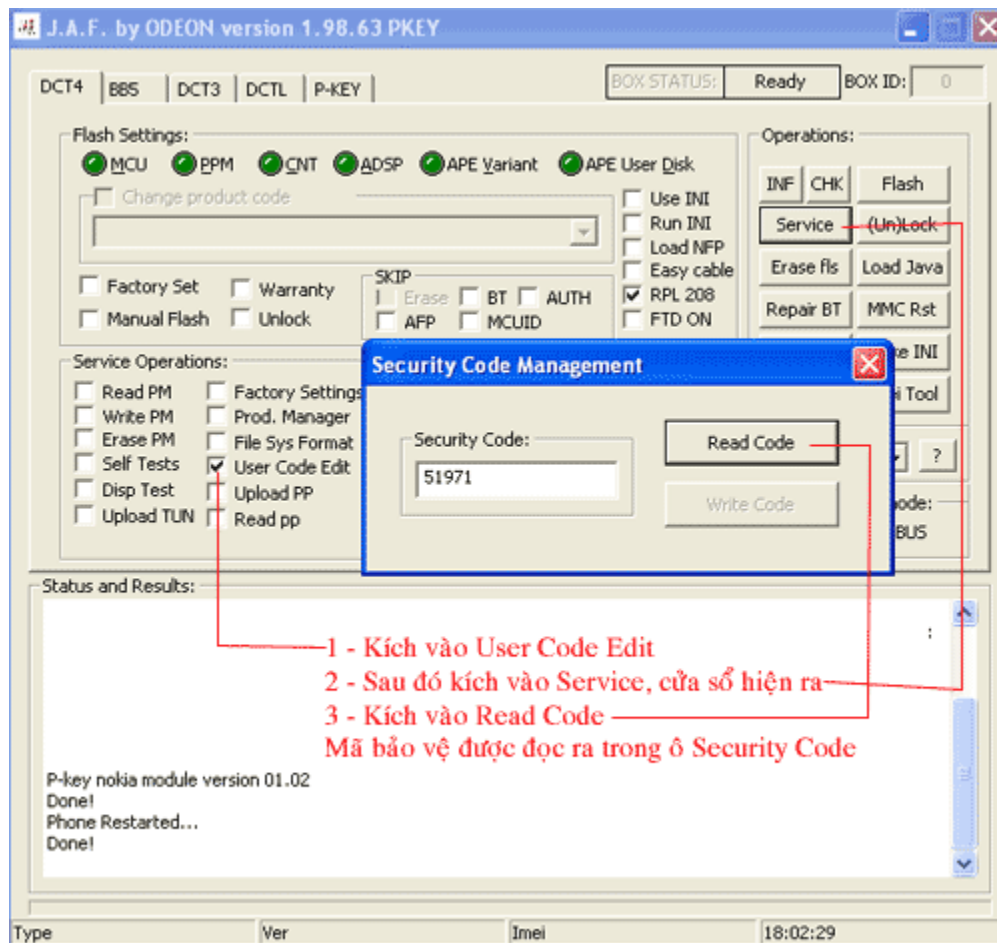 J.A.F. by ODEON version 1.98.63 PKEY
DCT4 BB5 DCT3 DCTL P-KEY
BOX STATUS: Ready BOX ID: 0
Flash Settings:
MCU PPM CNT ADSP APE Variant APE User Disk
Change product code
Use INI
Run INI
Load NFP
Easy cable
RPL 208
FTD ON
Factory Set Warranty
Manual Flash Unlock
SKIP
Erase BT AUTH
AFP MCUID
Operations:
INF CHK Flash
Service (Un)Lock
Erase fls Load Java
Repair BT MMC Rst
INI
Tool
?
BUS
Service Operations:
Read PM Factory Settings
Write PM Prod. Manager
Erase PM File Sys Format
Self Tests User Code Edit
Disp Test Upload PP
Upload TUN Read pp
Security Code Management
Security Code:
51971
Read Code
Write Code
Status and Results:
:
1 - Kích vào User Code Edit
2 - Sau đó kích vào Service, cửa sổ hiện ra
3 - Kích vào Read Code
Mã bảo vệ được đọc ra trong ô Security Code
P-key nokia module version 01.02
Done!
Phone Restarted...
Done!
Type Ver Imei 18:02:29